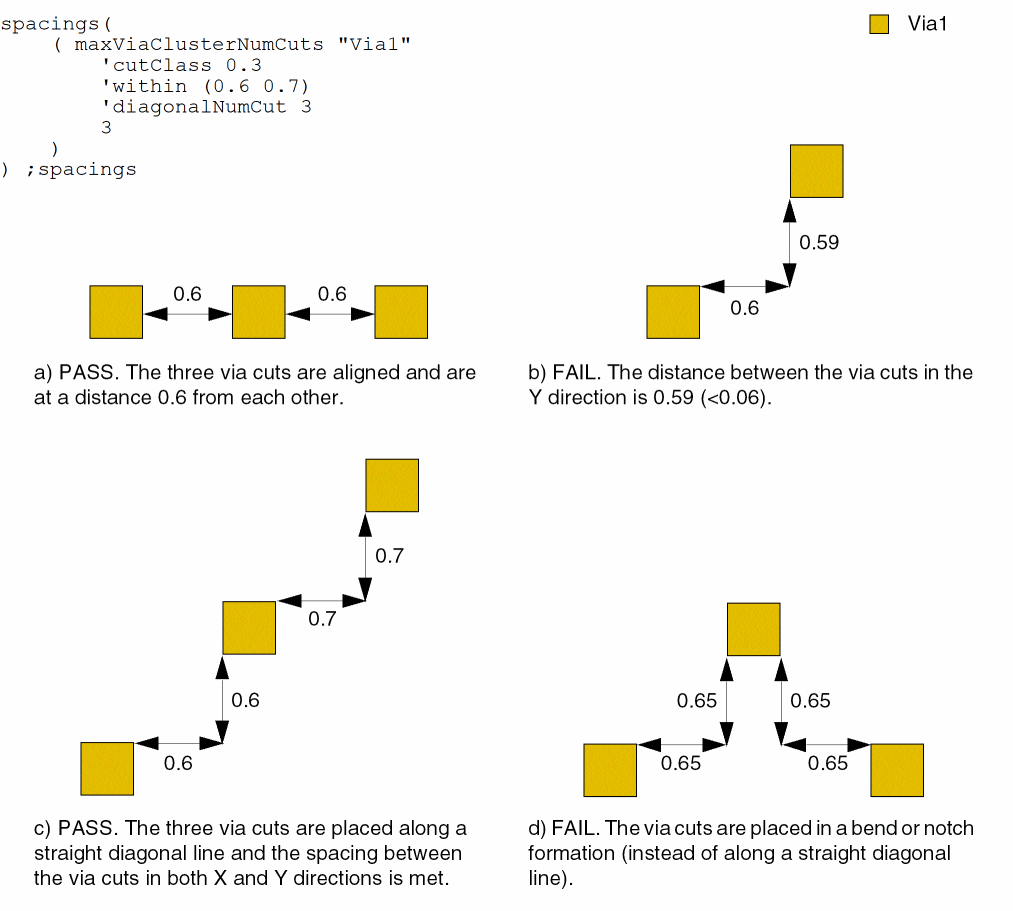 spacings(
( maxViaClusterNumCuts "Via1"
'cutClass 0.3
'within (0.6 0.7)
'diagonalNumCut 3
3
)
) ;spacings
Via1
0.6
0.6
a) PASS. The three via cuts are aligned and are
at a distance 0.6 from each other.
0.59
0.6
b) FAIL. The distance between the via cuts in the
Y direction is 0.59 (<0.06).
0.7
0.7
0.6
0.6
c) PASS. The three via cuts are placed along a
straight diagonal line and the spacing between
the via cuts in both X and Y directions is met.
0.65
0.65
0.65
0.65
d) FAIL. The via cuts are placed in a bend or notch
formation (instead of along a straight diagonal
line).